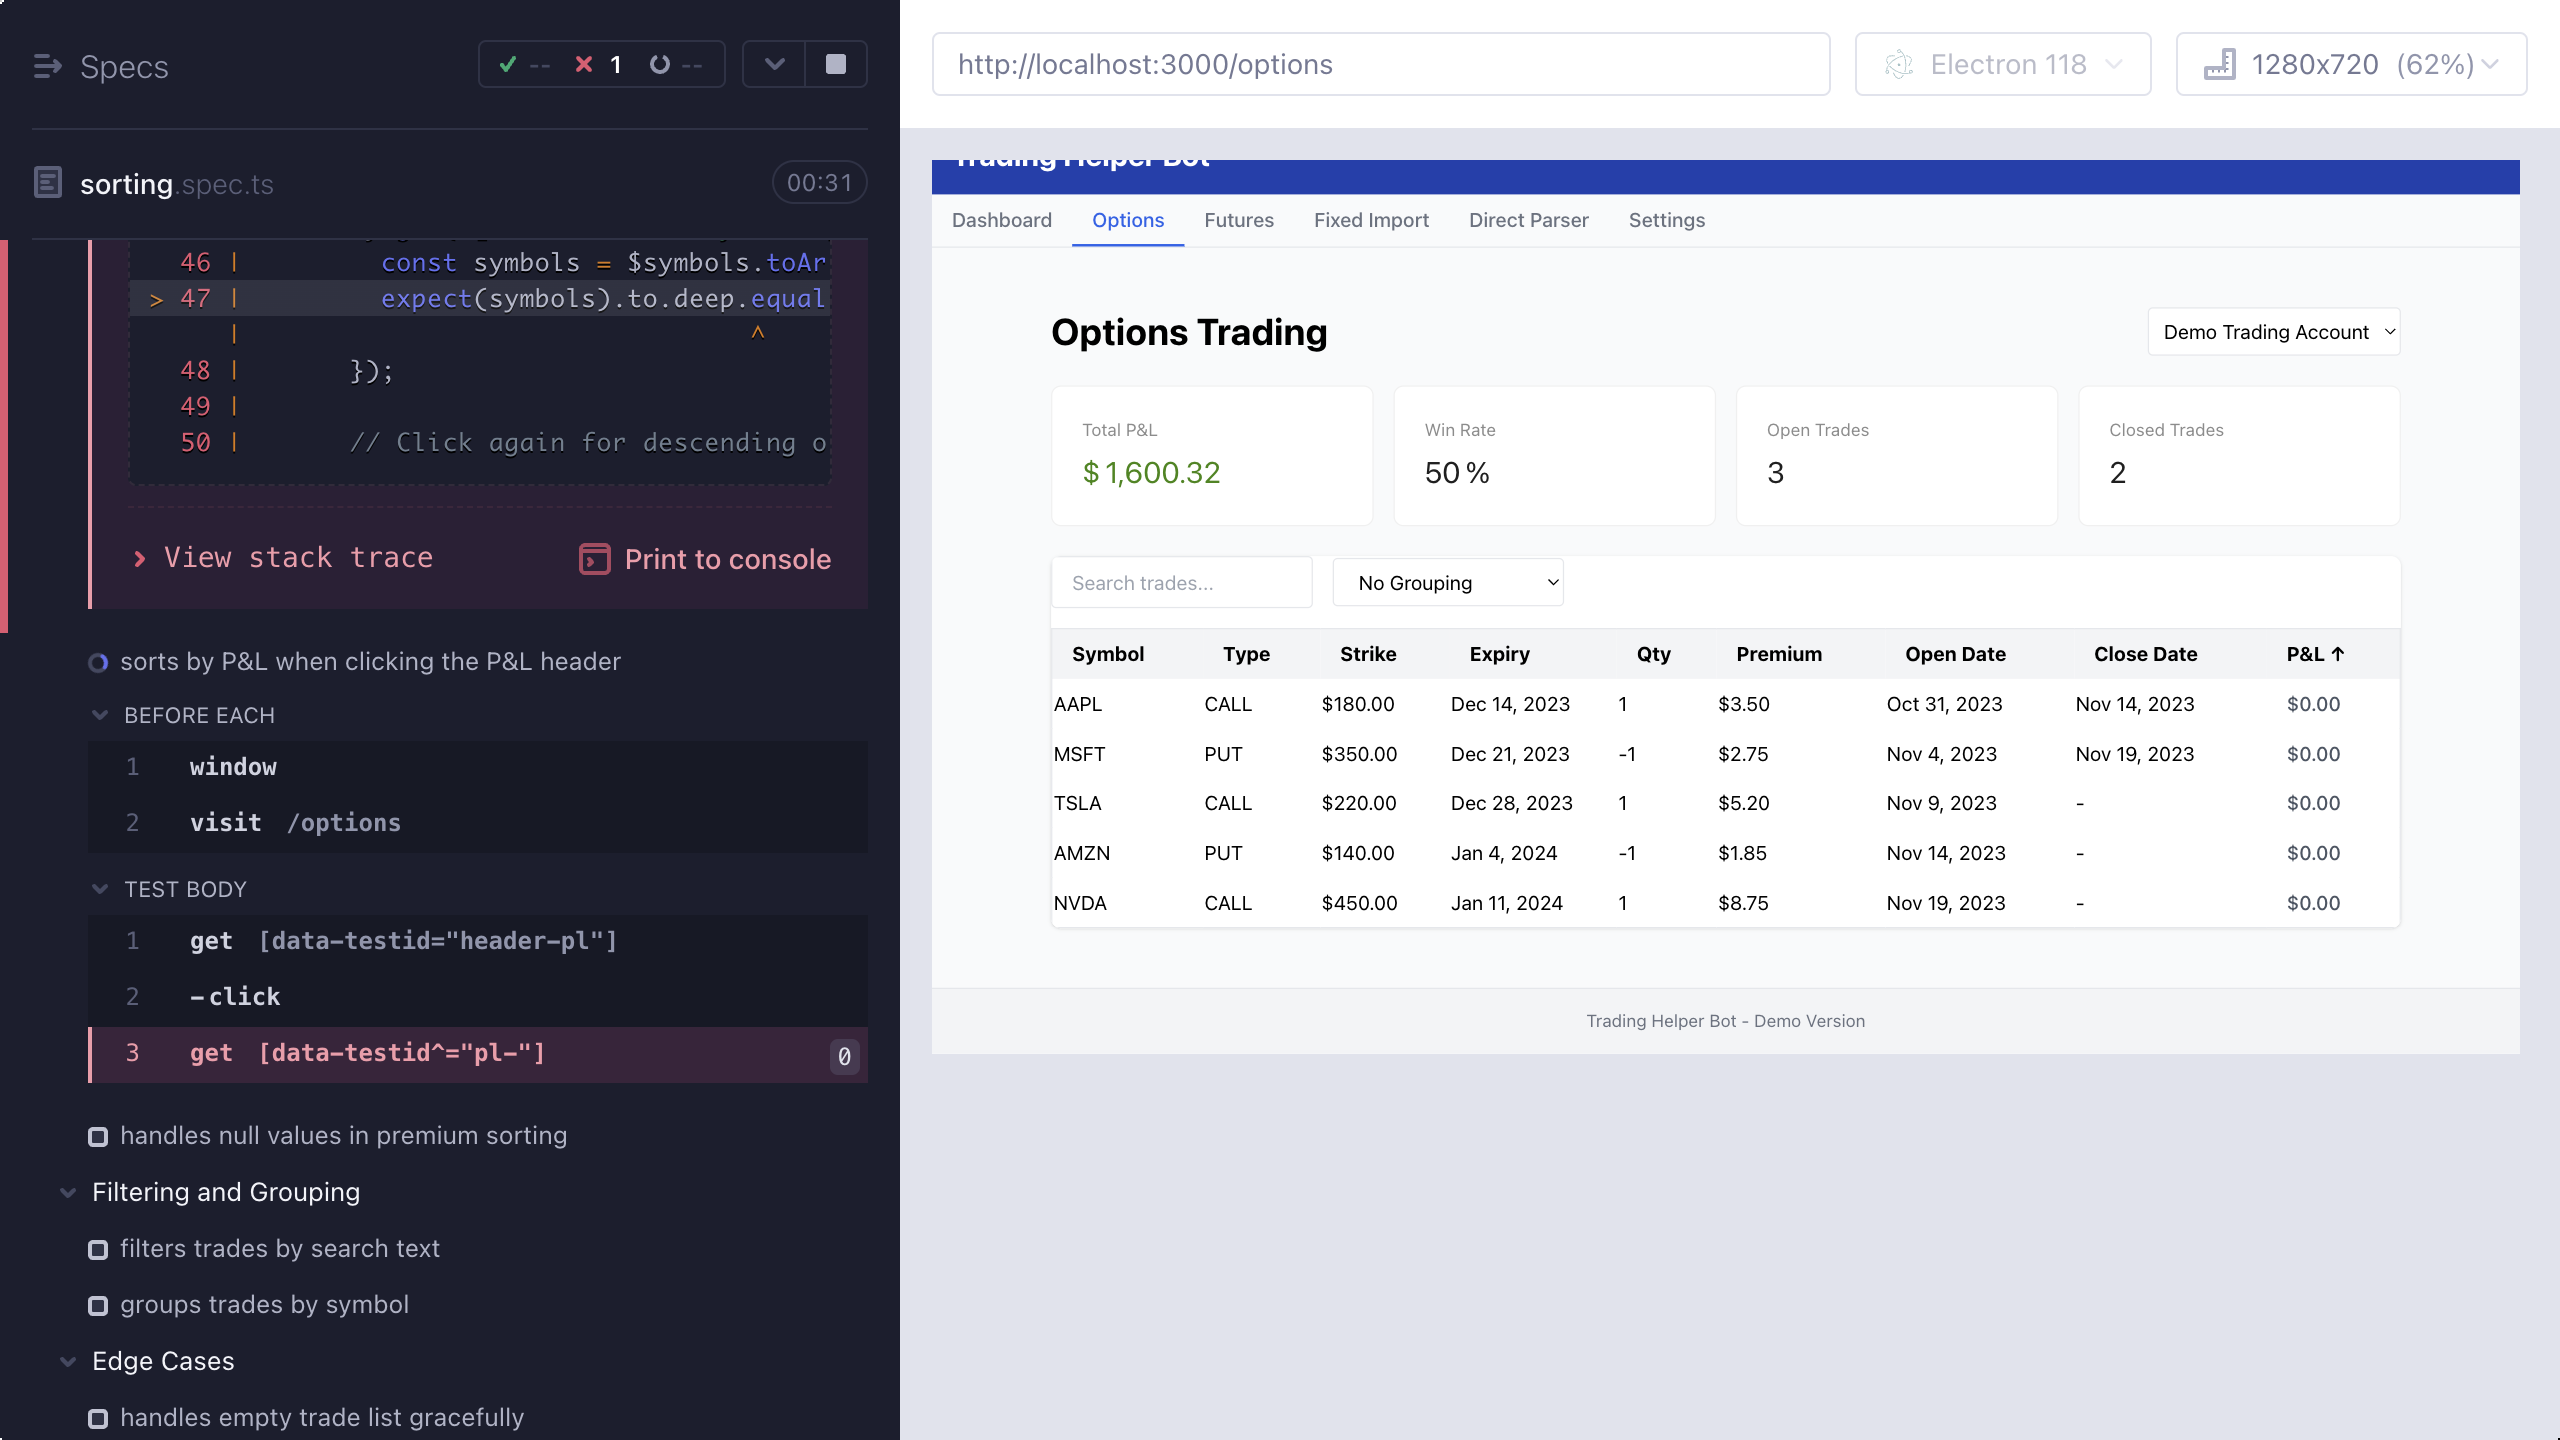 Specs
-- 1 --
sorting.spec.ts
00:31
46 | const symbols = $symbols.toAr
> 47 | expect(symbols).to.deep.equal
| ^
48 | });
49 |
50 | // Click again for descending o
View stack trace
Print to console
sorts by P&L when clicking the P&L header
BEFORE EACH
1 window
2 visit /options
TEST BODY
1 get [data-testid="header-pl"]
2 -click
3 get [data-testid^="pl-"] 0
handles null values in premium sorting
Filtering and Grouping
filters trades by search text
groups trades by symbol
Edge Cases
handles empty trade list gracefully
http://localhost:3000/options
Electron 118
1280x720 (62%)
Trading Helper Bot
Dashboard Options Futures Fixed Import Direct Parser Settings
Options Trading
Demo Trading Account
Total P&L
$1,600.32
Win Rate
50%
Open Trades
3
Closed Trades
2
Search trades...
No Grouping
Symbol Type Strike Expiry Qty Premium Open Date Close Date P&L ↑
AAPL CALL $180.00 Dec 14, 2023 1 $3.50 Oct 31, 2023 Nov 14, 2023 $0.00
MSFT PUT $350.00 Dec 21, 2023 -1 $2.75 Nov 4, 2023 Nov 19, 2023 $0.00
TSLA CALL $220.00 Dec 28, 2023 1 $5.20 Nov 9, 2023 - $0.00
AMZN PUT $140.00 Jan 4, 2024 -1 $1.85 Nov 14, 2023 - $0.00
NVDA CALL $450.00 Jan 11, 2024 1 $8.75 Nov 19, 2023 - $0.00
Trading Helper Bot - Demo Version